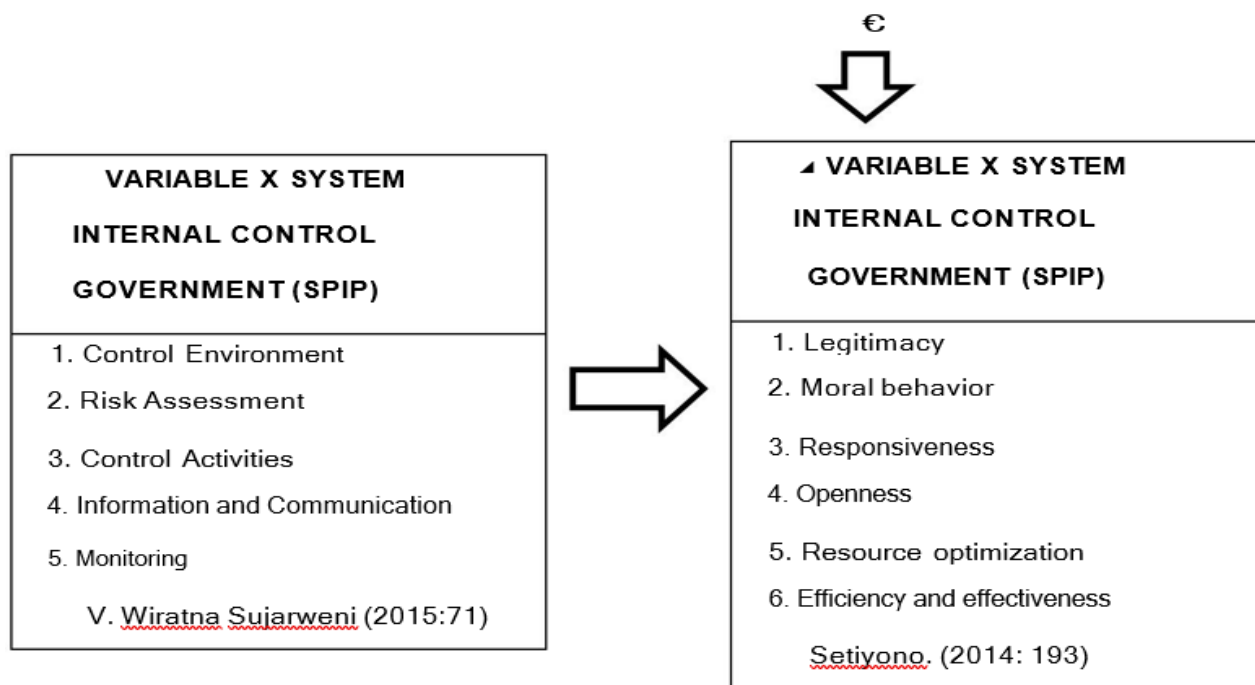 VARIABLE X SYSTEM
INTERNAL CONTROL
GOVERNMENT (SPIP)
1. Control Environment
2. Risk Assessment
3. Control Activities
4. Information and Communication
5. Monitoring
V. Wiratna Sujarweni (2015:71)
€
VARIABLE X SYSTEM
INTERNAL CONTROL
GOVERNMENT (SPIP)
1. Legitimacy
2. Moral behavior
3. Responsiveness
4. Openness
5. Resource optimization
6. Efficiency and effectiveness
Setiyono. (2014: 193)